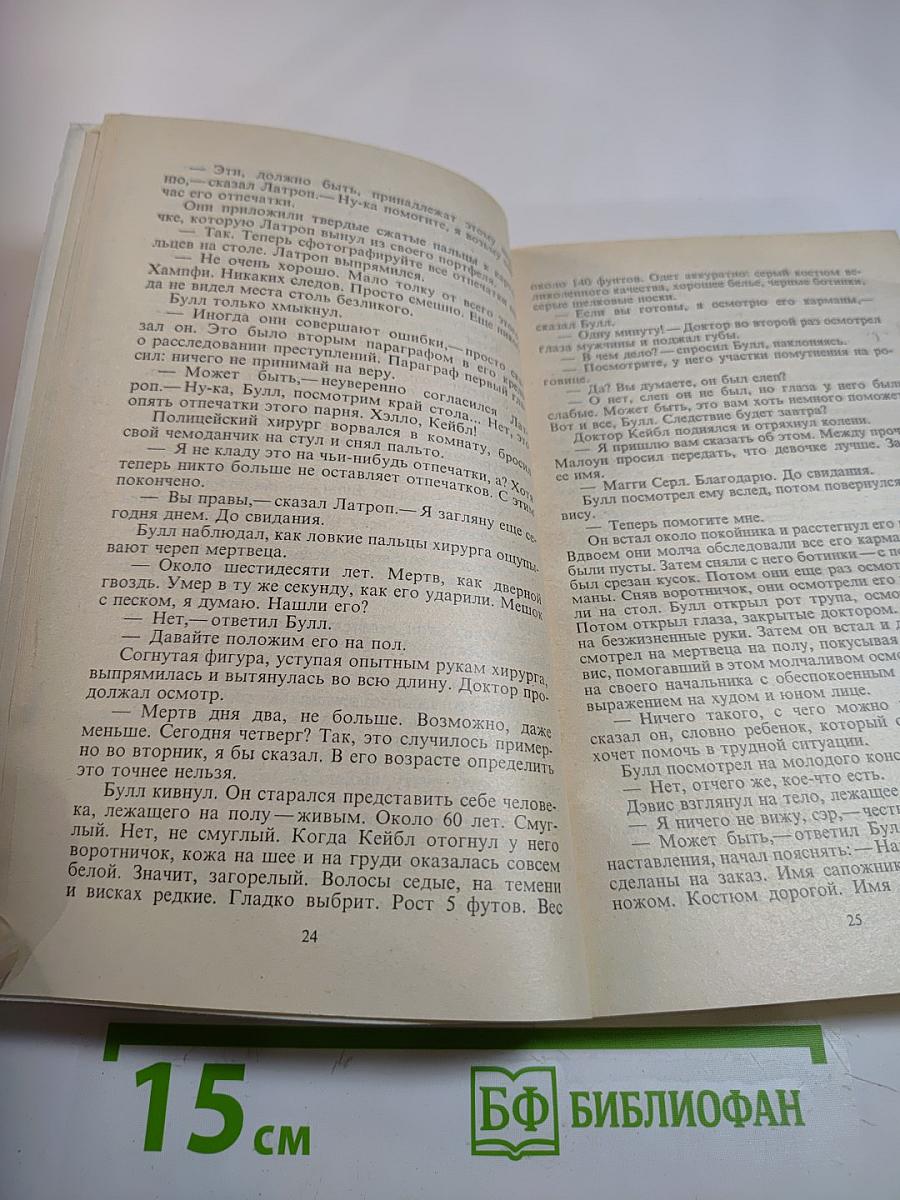 — Эти, должно быть, принадлежат этому
ню,— сказал Латроп.— Ну-ка помогите, я возьму
час его отпечатки.
Они приложили твердые сжатые пальцы к
чке, которую Латроп вынул из своего портфеля.
— Так. Теперь сфотографируйте все отпечатки
льцев на столе. Латроп выпрямился.
— Не очень хорошо. Мало толку от всего этого
Хампфи. Никаких следов. Просто смешно. Еще
да не видел места столь безликого.
Булл только хмыкнул.
— Иногда они совершают ошибки,— просто ска
зал он. Это было вторым параграфом в его
о расследовании преступлений. Параграф первый гла
сил: ничего не принимай на веру.
— Может быть,— неуверенно согласился Лат
роп.— Ну-ка, Булл, посмотрим край стола... Нет, это
опять отпечатки этого парня. Хэлло, Кейбл!
Полицейский хирург ворвался в комнату, бросил
свой чемоданчик на стул и снял пальто.
— Я не кладу это на чьи-нибудь отпечатки, а? Хотя
теперь никто больше не оставляет отпечатков. С этим
покончено.
— Вы правы,— сказал Латроп.— Я загляну еще се-
годня днем. До свидания.
Булл наблюдал, как ловкие пальцы хирурга ощупы-
вают череп мертвеца.
— Около шестидесяти лет. Мертв, как дверной
гвоздь. Умер в ту же секунду, как его ударили. Мешок
с песком, я думаю. Нашли его?
— Нет,— ответил Булл.
— Давайте положим его на пол.
Согнутая фигура, уступая опытным рукам хирурга,
выпрямилась и вытянулась во всю длину. Доктор про-
должал осмотр.
— Мертв дня два, не больше. Возможно, даже
меньше. Сегодня четверг? Так, это случилось пример-
но во вторник, я бы сказал. В его возрасте определить
это точнее нельзя.
Булл кивнул. Он старался представить себе челове-
ка, лежащего на полу — живым. Около 60 лет. Смуг-
лый. Нет, не смуглый. Когда Кейбл отогнул у него
воротничок, кожа на шее и на груди оказалась совсем
белой. Значит, загорелый. Волосы седые, на темени
и висках редкие. Гладко выбрит. Рост 5 футов. Вес
24
около 140 фунтов. Одет аккуратно: серый костюм ве-
ликолепного качества, хорошее белье, черные ботинки,
серые шелковые носки.
— Если вы готовы, я осмотрю его карманы,—
сказал Булл.
— Одну минуту! — Доктор во второй раз осмотрел
глаза мужчины и поджал губы.
— В чем дело? — спросил Булл, наклоняясь.
— Посмотрите, у него участки помутнения на ро-
говице.
— Да? Вы думаете, он был слеп?
— О нет, слеп он не был, но глаза у него были
слабые. Может быть, это вам хоть немного поможет
Вот и все, Булл. Следствие будет завтра?
Доктор Кейбл поднялся и отряхнул колени.
— Я пришлю вам сказать об этом. Между проч
Малоун просил передать, что девочке лучше. За
ее имя.
— Магги Серл. Благодарю. До свидания.
Булл посмотрел ему вслед, потом повернулся
вису.
— Теперь помогите мне.
Он встал около покойника и расстегнул его
Вдвоем они молча обследовали все его карма
были пусты. Затем сняли с него ботинки — с
был срезан кусок. Потом они еще раз осмот
маны. Сняв воротничок, они осмотрели его
ли на стол. Булл открыл рот трупа, осмо
Потом открыл глаза, закрытые доктором.
на безжизненные руки. Затем он встал и д
смотрел на мертвеца на полу, покусывая
вис, помогавший в этом молчаливом осмо
на своего начальника с обеспокоенным
выражением на худом и юном лице.
— Ничего такого, с чего можно
сказал он, словно ребенок, который с
хочет помочь в трудной ситуации.
Булл посмотрел на молодого конс
— Нет, отчего же, кое-что есть.
Дэвис взглянул на тело, лежащее
— Я ничего не вижу, сэр,— честн
— Может быть,— ответил Бул
наставления, начал пояснять: — На
сделаны на заказ. Имя сапожник
ножом. Костюм дорогой. Имя
25
15 см
БФ БИБЛИОФАН